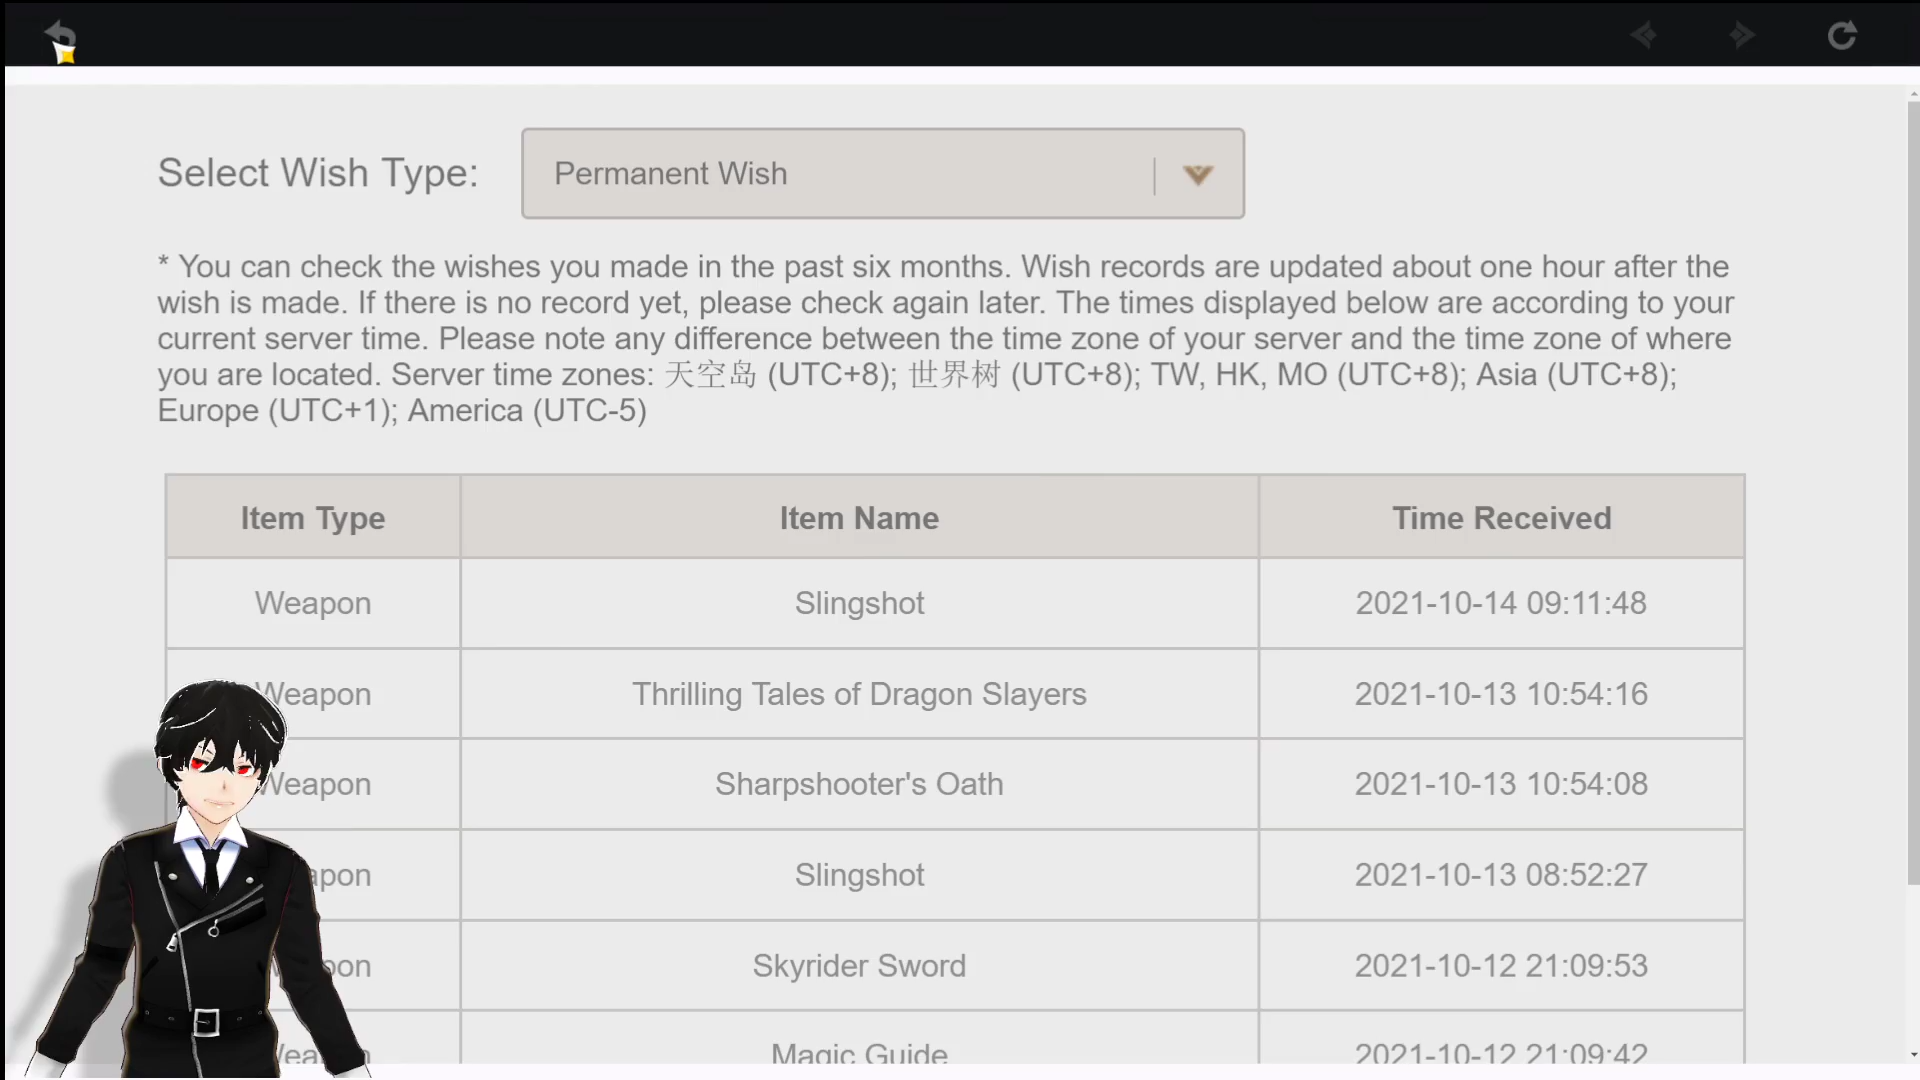 Select Wish Type: Permanent Wish
* You can check the wishes you made in the past six months. Wish records are updated about one hour after the
wish is made. If there is no record yet, please check again later. The times displayed below are according to your
current server time. Please note any difference between the time zone of your server and the time zone of where
you are located. Server time zones: 天空岛 (UTC+8); 世界树 (UTC+8); TW, HK, MO (UTC+8); Asia (UTC+8);
Europe (UTC+1); America (UTC-5)
Item Type Item Name Time Received
Weapon Slingshot 2021-10-14 09:11:48
Weapon Thrilling Tales of Dragon Slayers 2021-10-13 10:54:16
Weapon Sharpshooter's Oath 2021-10-13 10:54:08
apon Slingshot 2021-10-13 08:52:27
pon Skyrider Sword 2021-10-12 21:09:53
Magic Guide 2021-10-12 21:09:42